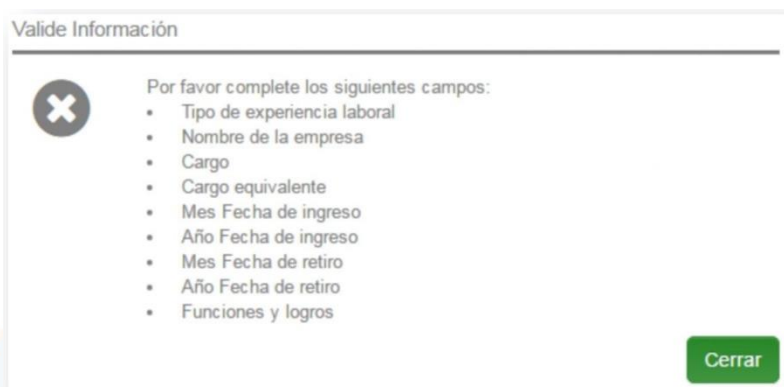 Valide Información
Por favor complete los siguientes campos:
• Tipo de experiencia laboral
• Nombre de la empresa
• Cargo
• Cargo equivalente
• Mes Fecha de ingreso
• Año Fecha de ingreso
• Mes Fecha de retiro
• Año Fecha de retiro
• Funciones y logros
Cerrar